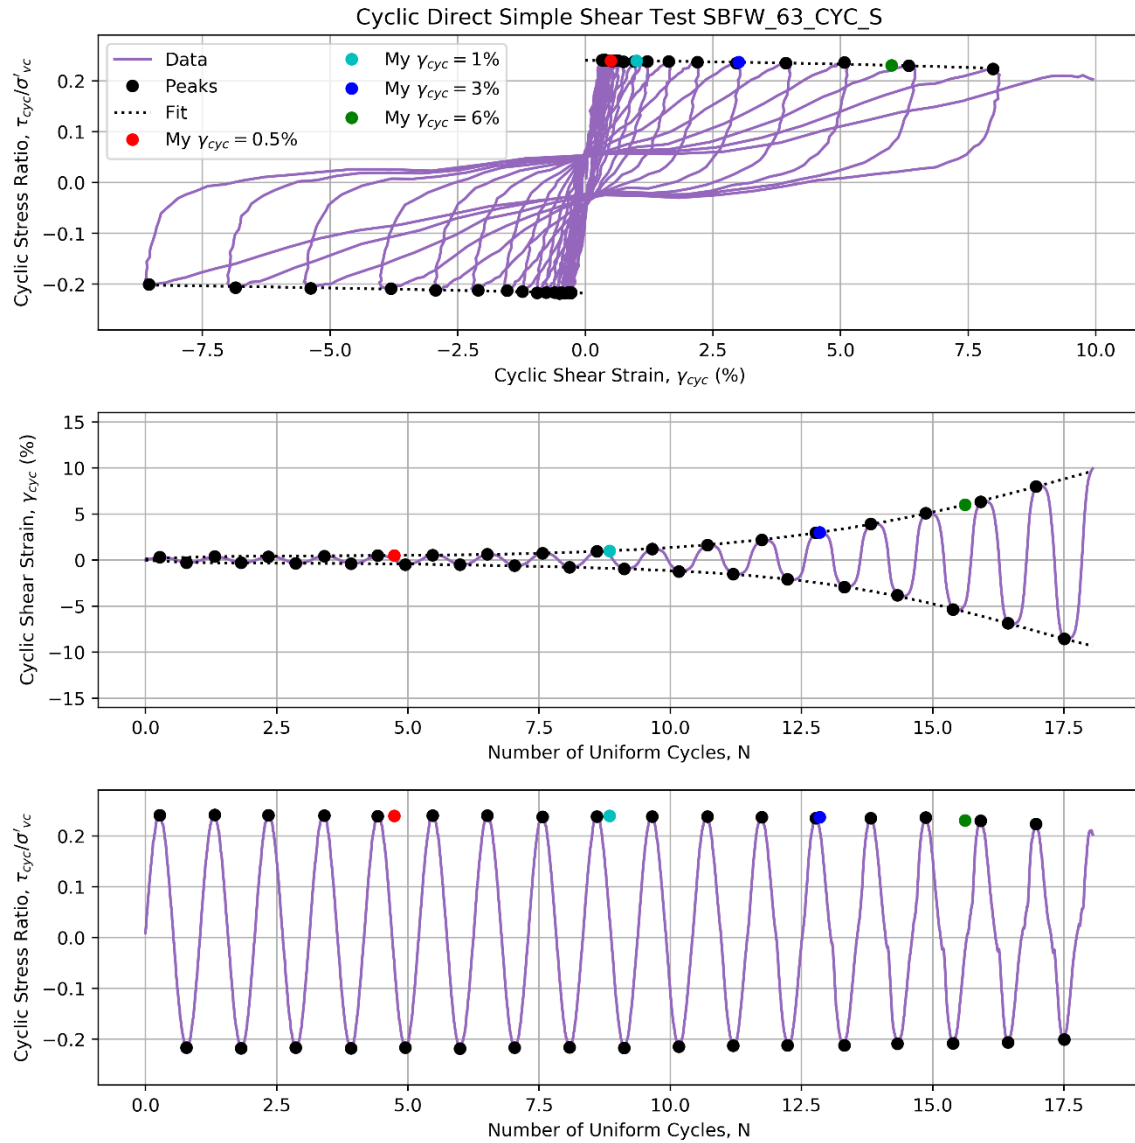 Cyclic Direct Simple Shear Test SBFW_63_CYC_S
Data
Peaks
Fit
My γcyc = 0.5%
My γcyc = 1%
My γcyc = 3%
My γcyc = 6%
Cyclic Stress Ratio, τcyc/σ′vc
0.2
0.1
0.0
−0.1
−0.2
−7.5 −5.0 −2.5 0.0 2.5 5.0 7.5 10.0
Cyclic Shear Strain, γcyc (%)
Cyclic Shear Strain, γcyc (%)
15
10
5
0
−5
−10
−15
0.0 2.5 5.0 7.5 10.0 12.5 15.0 17.5
Number of Uniform Cycles, N
Cyclic Stress Ratio, τcyc/σ′vc
0.2
0.1
0.0
−0.1
−0.2
0.0 2.5 5.0 7.5 10.0 12.5 15.0 17.5
Number of Uniform Cycles, N